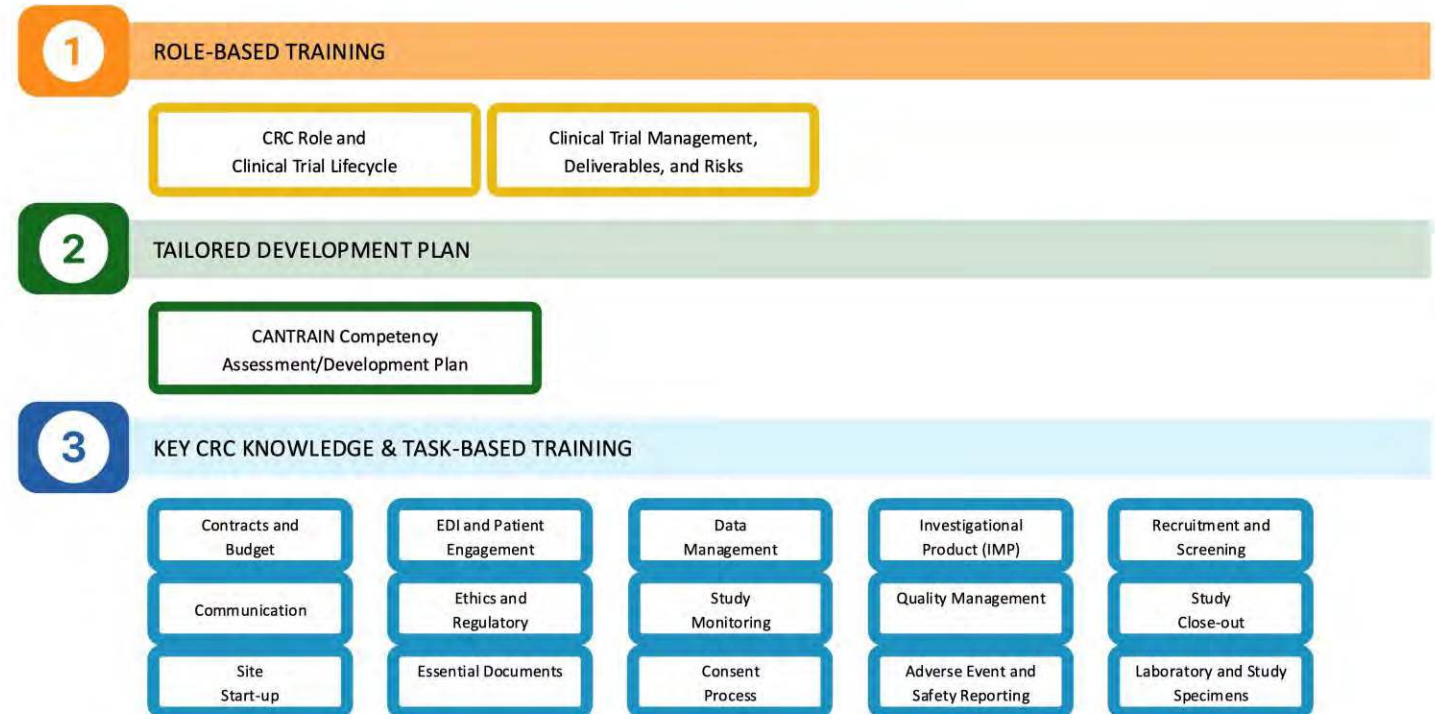 1
ROLE-BASED TRAINING
CRC Role and
Clinical Trial Lifecycle
Clinical Trial Management,
Deliverables, and Risks
2
TAILORED DEVELOPMENT PLAN
CANTRAIN Competency
Assessment/Development Plan
3
KEY CRC KNOWLEDGE & TASK-BASED TRAINING
Contracts and
Budget
EDI and Patient
Engagement
Data
Management
Investigational
Product (IMP)
Recruitment and
Screening
Communication
Ethics and
Regulatory
Study
Monitoring
Quality Management
Study
Close-out
Site
Start-up
Essential Documents
Consent
Process
Adverse Event and
Safety Reporting
Laboratory and Study
Specimens